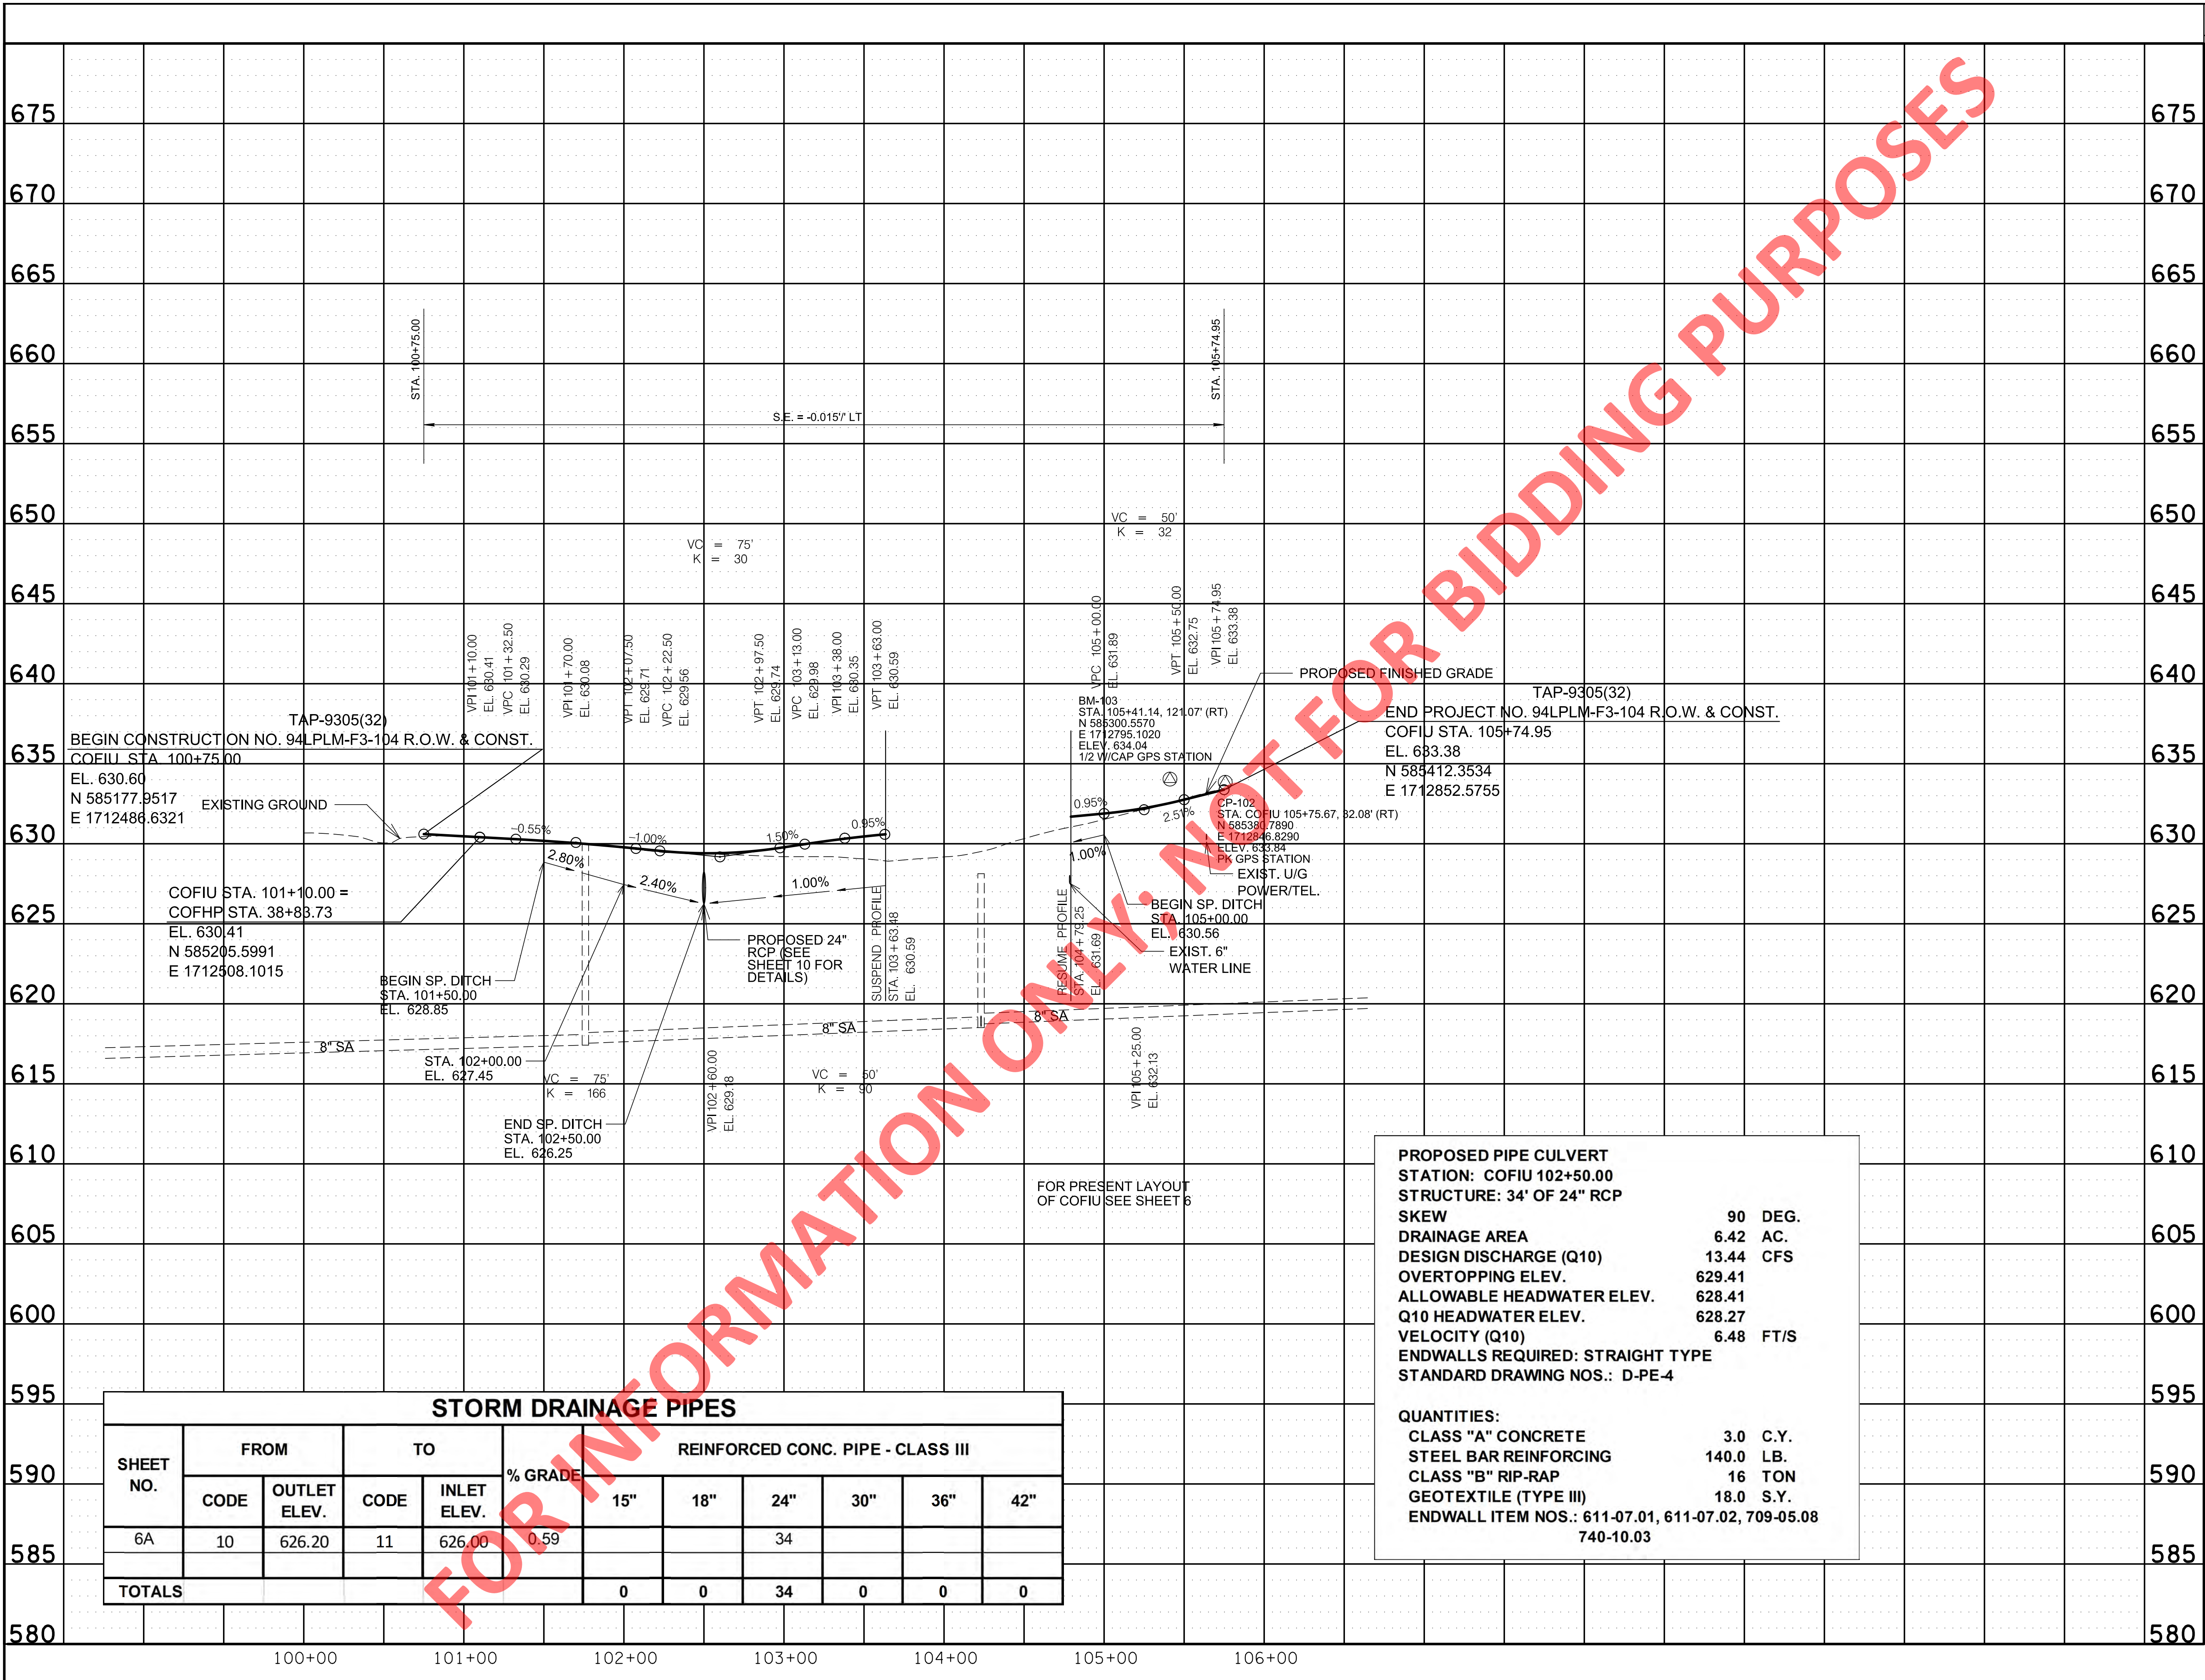 675
670
665
660
655
650
645
640
635
630
625
620
615
610
605
600
595
590
585
580
675
670
665
660
655
650
645
640
635
630
625
620
615
610
605
600
595
590
585
580
STA. 100+75.00
STA. 105+74.95
S.E. = -0.015'/' LT
VC = 75'
K = 30
VC = 50'
K = 32
VPI 101+10.00
EL. 630.41
VPC 101+32.50
EL. 630.29
VPI 101+70.00
EL. 630.08
VPT 102+07.50
EL. 629.71
VPC 102+22.50
EL. 629.56
VPT 102+97.50
EL. 629.74
VPC 103+13.00
EL. 629.98
VPI 103+38.00
EL. 630.35
VPT 103+63.00
EL. 630.59
VPC 105+00.00
EL. 631.89
VPT 105+50.00
EL. 632.75
VPI 105+74.95
EL. 633.38
PROPOSED FINISHED GRADE
TAP-9305(32)
BEGIN CONSTRUCTION NO. 94LPLM-F3-104 R.O.W. & CONST.
COFIU STA. 100+75.00
EL. 630.60
N 585177.9517
E 1712486.6321
EXISTING GROUND
BM-103
STA. 105+41.14, 121.07' (RT)
N 585300.5570
E 1712795.1020
ELEV. 634.04
1/2 W/CAP GPS STATION
TAP-9305(32)
END PROJECT NO. 94LPLM-F3-104 R.O.W. & CONST.
COFIU STA. 105+74.95
EL. 633.38
N 585412.3534
E 1712852.5755
-0.55%
-1.00%
1.50%
0.95%
0.95%
2.51%
2.80%
2.40%
1.00%
1.00%
CP-102
STA. COFIU 105+75.67, 32.08' (RT)
N 585380.7890
E 1712846.8290
ELEV. 633.84
PK GPS STATION
EXIST. U/G
POWER/TEL.
COFIU STA. 101+10.00 =
COFHP STA. 38+83.73
EL. 630.41
N 585205.5991
E 1712508.1015
BEGIN SP. DITCH
STA. 101+50.00
EL. 628.85
PROPOSED 24"
RCP (SEE
SHEET 10 FOR
DETAILS)
SUSPEND PROFILE
STA. 103+63.48
EL. 630.59
RESUME PROFILE
STA. 104+79.25
EL. 631.69
BEGIN SP. DITCH
STA. 105+00.00
EL. 630.56
EXIST. 6"
WATER LINE
8" SA
8" SA
8" SA
STA. 102+00.00
EL. 627.45
VC = 75'
K = 166
END SP. DITCH
STA. 102+50.00
EL. 626.25
VPI 102+60.00
EL. 629.18
VC = 50'
K = 90
VPI 105+25.00
EL. 632.13
FOR PRESENT LAYOUT
OF COFIU SEE SHEET 6
PROPOSED PIPE CULVERT
STATION: COFIU 102+50.00
STRUCTURE: 34' OF 24" RCP
SKEW 90 DEG.
DRAINAGE AREA 6.42 AC.
DESIGN DISCHARGE (Q10) 13.44 CFS
OVERTOPPING ELEV. 629.41
ALLOWABLE HEADWATER ELEV. 628.41
Q10 HEADWATER ELEV. 628.27
VELOCITY (Q10) 6.48 FT/S
ENDWALLS REQUIRED: STRAIGHT TYPE
STANDARD DRAWING NOS.: D-PE-4
QUANTITIES:
CLASS "A" CONCRETE 3.0 C.Y.
STEEL BAR REINFORCING 140.0 LB.
CLASS "B" RIP-RAP 16 TON
GEOTEXTILE (TYPE III) 18.0 S.Y.
ENDWALL ITEM NOS.: 611-07.01, 611-07.02, 709-05.08
740-10.03
STORM DRAINAGE PIPES
SHEET NO. FROM TO % GRADE REINFORCED CONC. PIPE - CLASS III
CODE OUTLET ELEV. CODE INLET ELEV. 15" 18" 24" 30" 36" 42"
6A 10 626.20 11 626.00 0.59 34
TOTALS 0 0 34 0 0 0
100+00 101+00 102+00 103+00 104+00 105+00 106+00
FOR INFORMATION ONLY; NOT FOR BIDDING PURPOSES